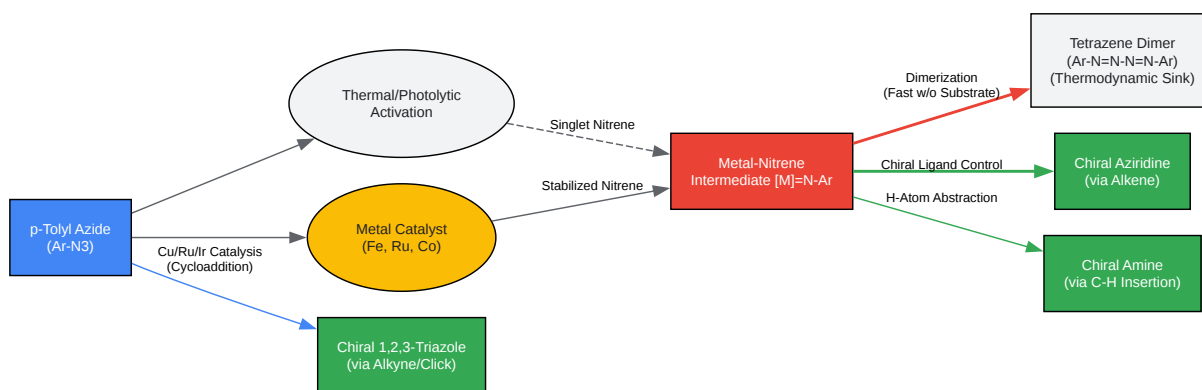 Thermal/Photolytic
Activation
Singlet Nitrene
Tetrazene Dimer
(Ar-N=N-N=N-Ar)
(Thermodynamic Sink)
Dimerization
(Fast w/o Substrate)
Metal-Nitrene
Intermediate [M]=N-Ar
Chiral Ligand Control
Chiral Aziridine
(via Alkene)
Stabilized Nitrene
H-Atom Abstraction
p-Tolyl Azide
(Ar-N3)
Metal Catalyst
(Fe, Ru, Co)
Cu/Ru/Ir Catalysis
(Cycloaddition)
Chiral Amine
(via C-H Insertion)
Chiral 1,2,3-Triazole
(via Alkyne/Click)